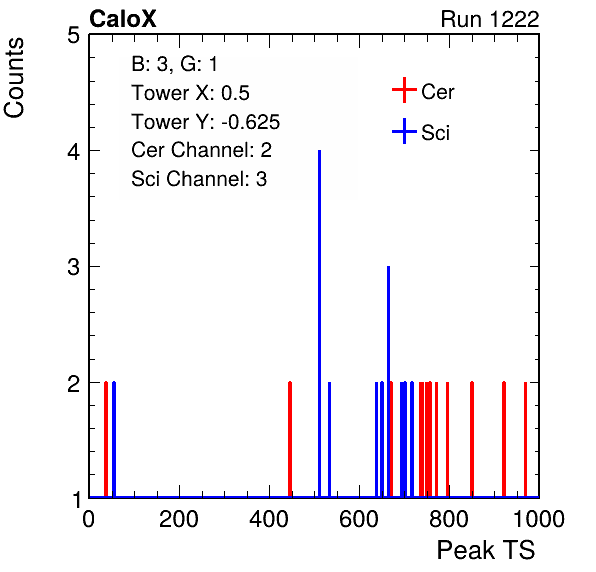 CaloX Run 1222
Counts
B: 3, G: 1
Tower X: 0.5
Tower Y: -0.625
Cer Channel: 2
Sci Channel: 3
Cer
Sci
5
4
3
2
1
0 200 400 600 800 1000
Peak TS